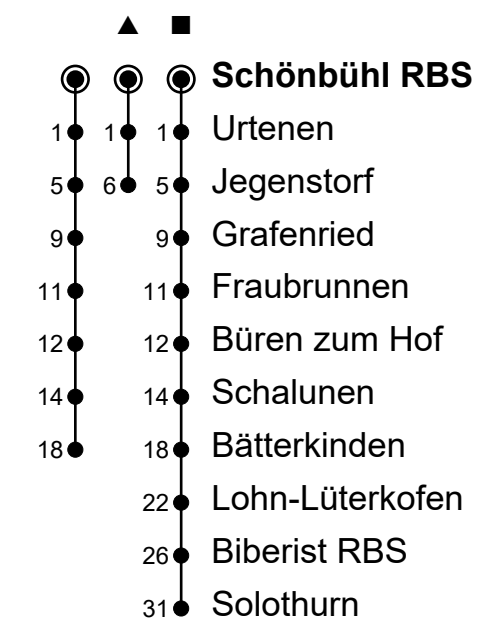 ▲ ■
Schönbühl RBS
1 1 1 Urtenen
5 6 5 Jegenstorf
9 9 Grafenried
11 11 Fraubrunnen
12 12 Büren zum Hof
14 14 Schalunen
18 18 Bätterkinden
22 Lohn-Lüterkofen
26 Biberist RBS
31 Solothurn